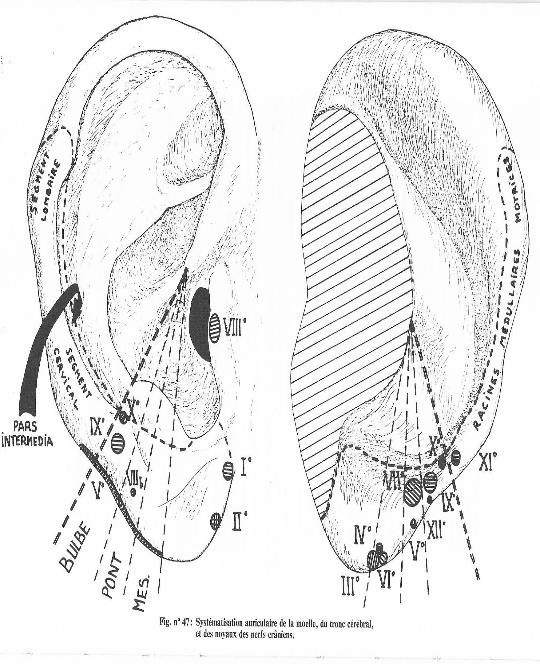 SEGMENT
LOMBAIRE
SEGMENT
CERVICAL
PARS
INTERMEDIA
VIII°
X°
IX°
V°
I°
II°
BULBE
PONT
MES.
RACINES MEDULLAIRES MOTRICES
X°
XI°
VII°
IX°
XII°
V°
IV°
VI°
III°
Fig. n° 47: Systématisation auriculaire de la moelle, du tronc cérébral,
et des noyaux des nerfs crâniens.